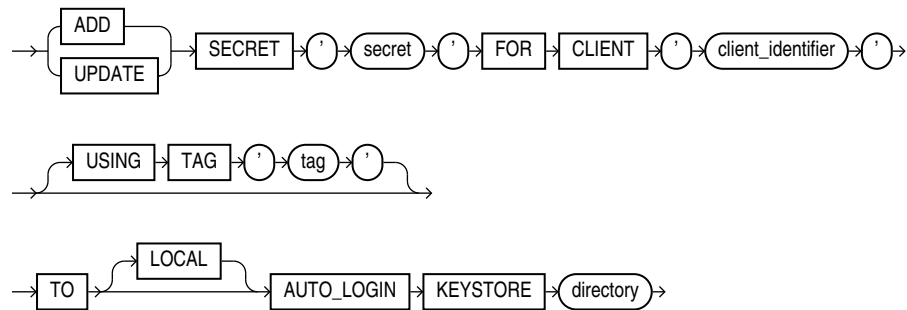 ADD
UPDATE
SECRET ' secret ' FOR CLIENT ' client_identifier '
USING TAG ' tag '
TO LOCAL AUTO_LOGIN KEYSTORE directory